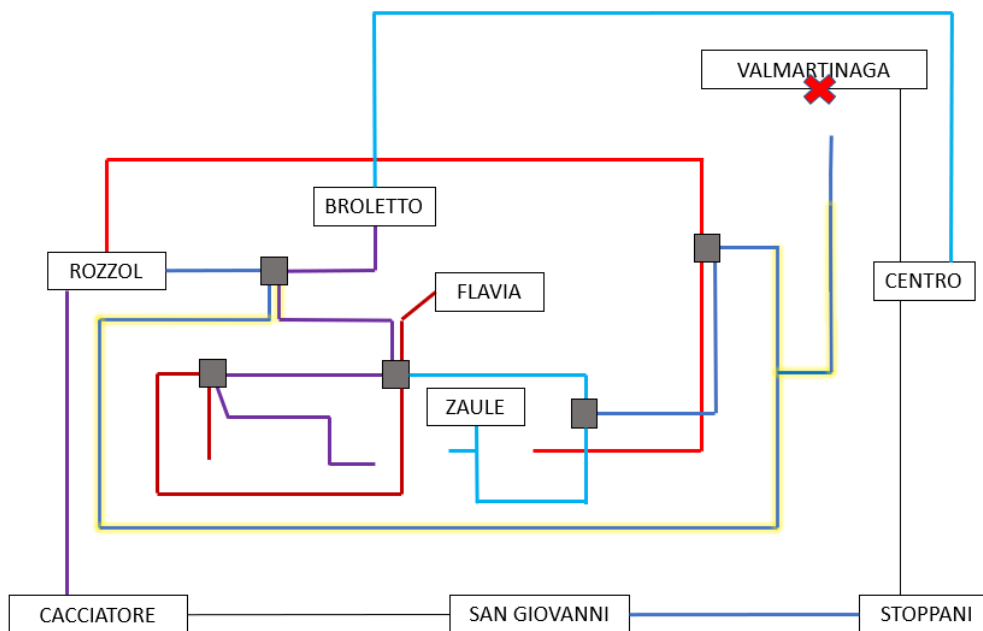 VALMARTINAGA
BROLETTO
ROZZOL
FLAVIA
CENTRO
ZAULE
CACCIATORE
SAN GIOVANNI
STOPPANI